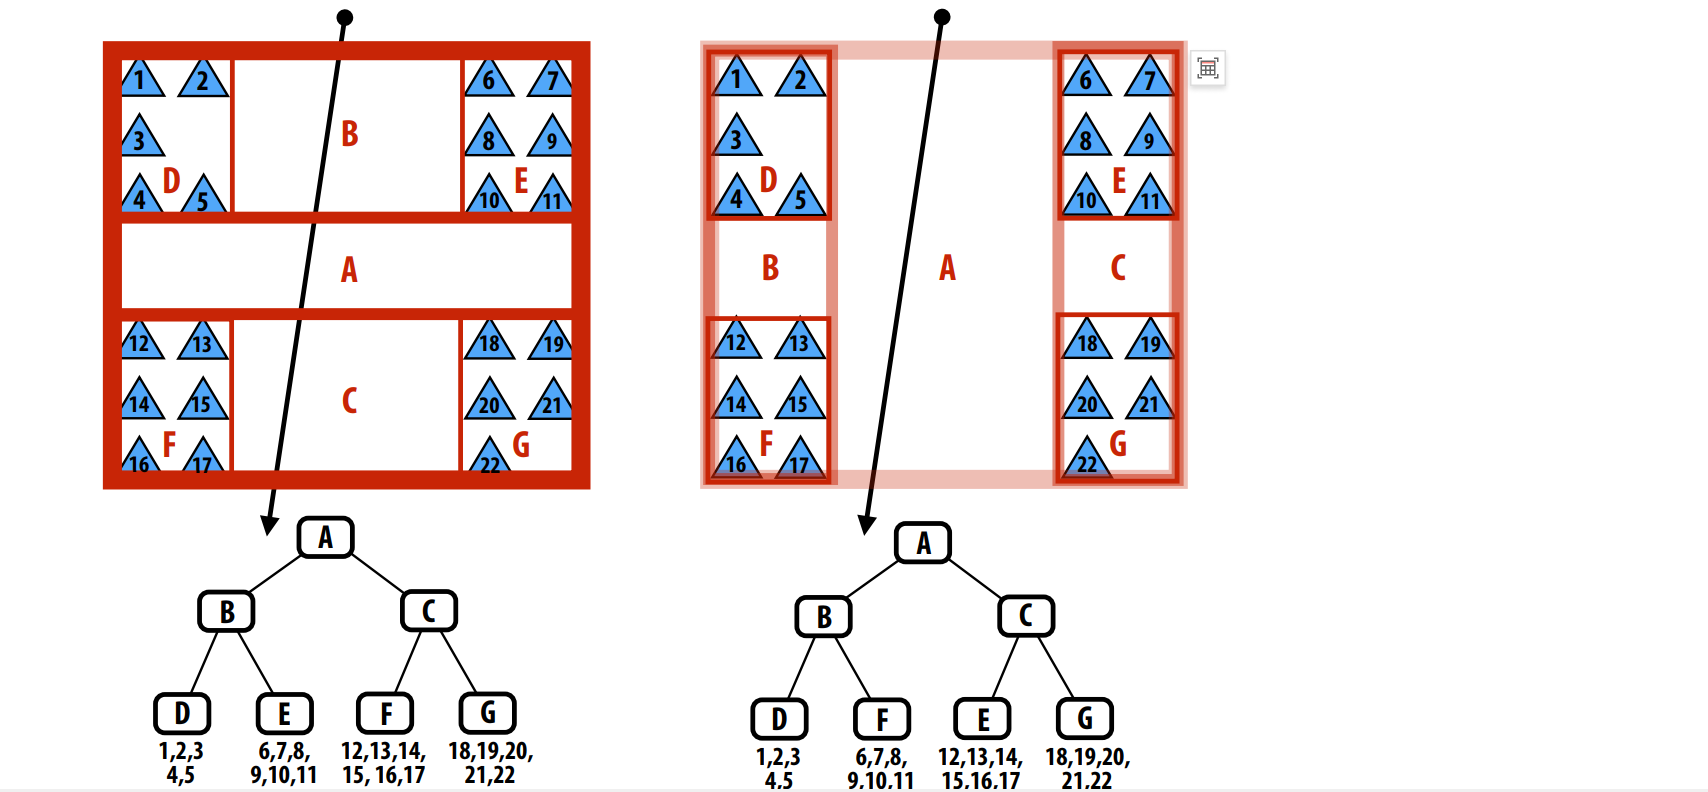 1 2 B 6 7
3 8 9
4 D 5 10 E 11
A
12 13 18 19
14 15 C 20 21
16 F 17 22 G
A
B C
D E F G
1,2,3 6,7,8, 12,13,14, 18,19,20,
4,5 9,10,11 15, 16,17 21,22
1 2 6 7
3 8 9
4 D 5 10 E 11
B A C
12 13 18 19
14 15 20 21
16 F 17 22 G
A
B C
D F E G
1,2,3 6,7,8, 12,13,14, 18,19,20,
4,5 9,10,11 15,16,17 21,22